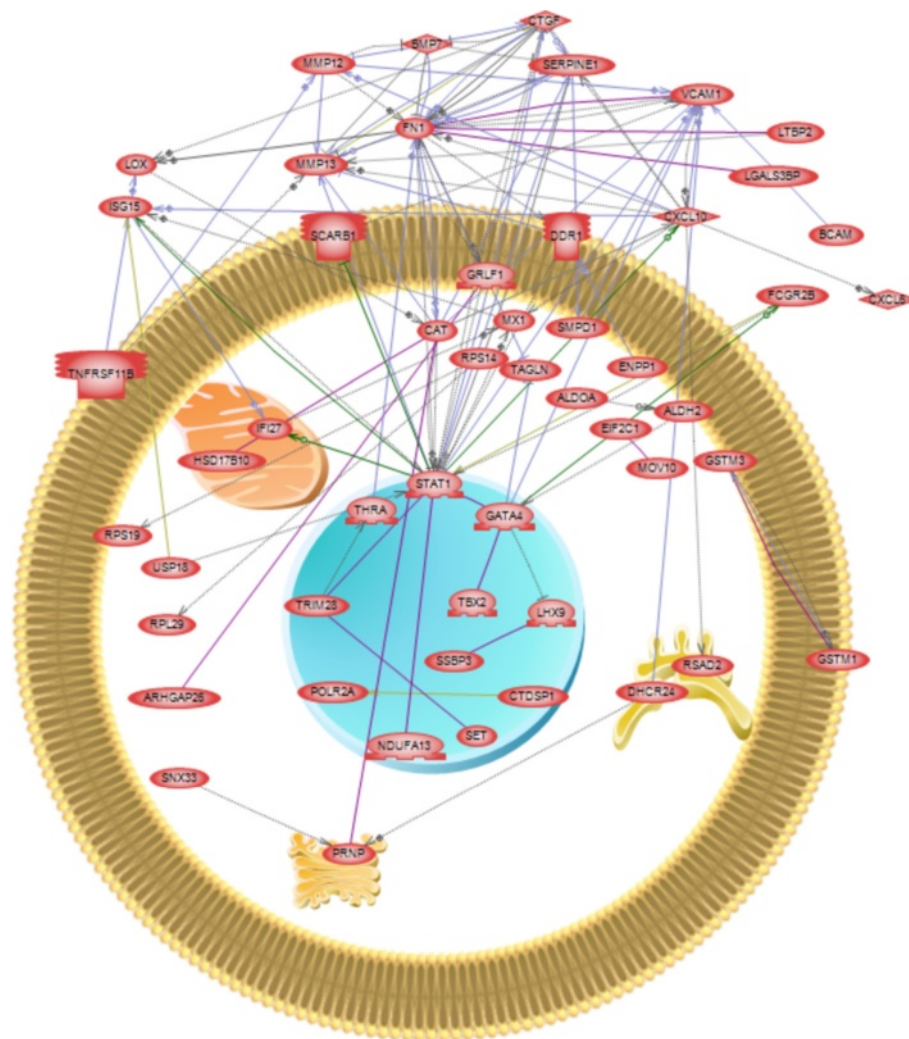 CTGF
BMP7
MMP12
SERPINE1
VCAM1
FN1
LTBP2
LOX
MMP13
LGALS3BP
ISG15
CXCL10
SCARB1
DDR1
BCAM
GRLF1
FCGR2B
CXCL6
MX1
CAT
SMPD1
RPS14
TNFRSF11B
TAGLN
ENPP1
ALDOA
ALDH2
IFI27
EIF2C1
HSD17B10
MOV10
GSTM3
STAT1
THRA
GATA4
RPS19
USP18
TRIM28
TBX2
LHX9
RPL29
SSBP3
RSAD2
GSTM1
ARHGAP25
POLR2A
CTDSP1
DHCR24
SET
NDUFA13
SNX33
PRNP